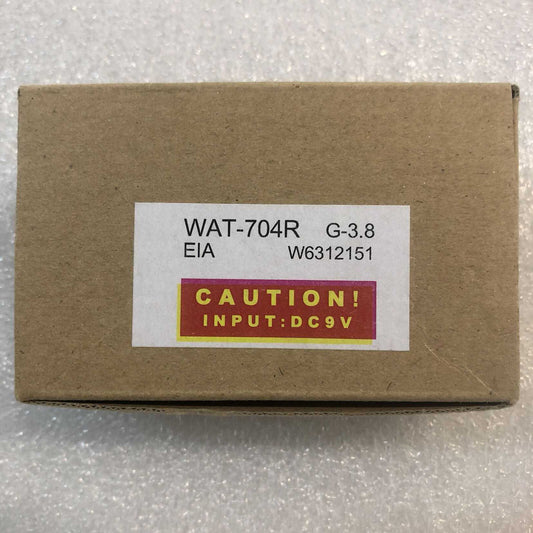 WAT-704R G-3.8
EIA W6312151
CAUTION!
INPUT:DC9V